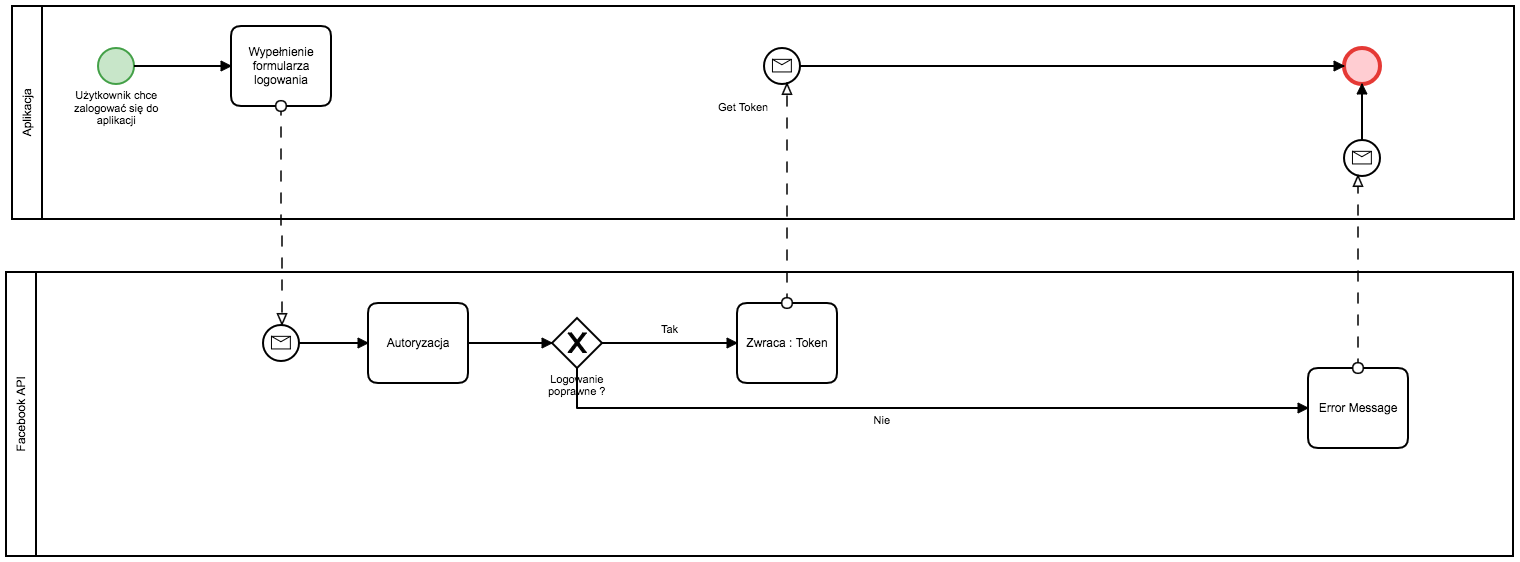 Aplikacja
Użytkownik chce
zalogować się do
aplikacji
Wypełnienie
formularza
logowania
Get Token
Facebook API
Autoryzacja
Logowanie
poprawne ?
Tak
Zwraca : Token
Nie
Error Message